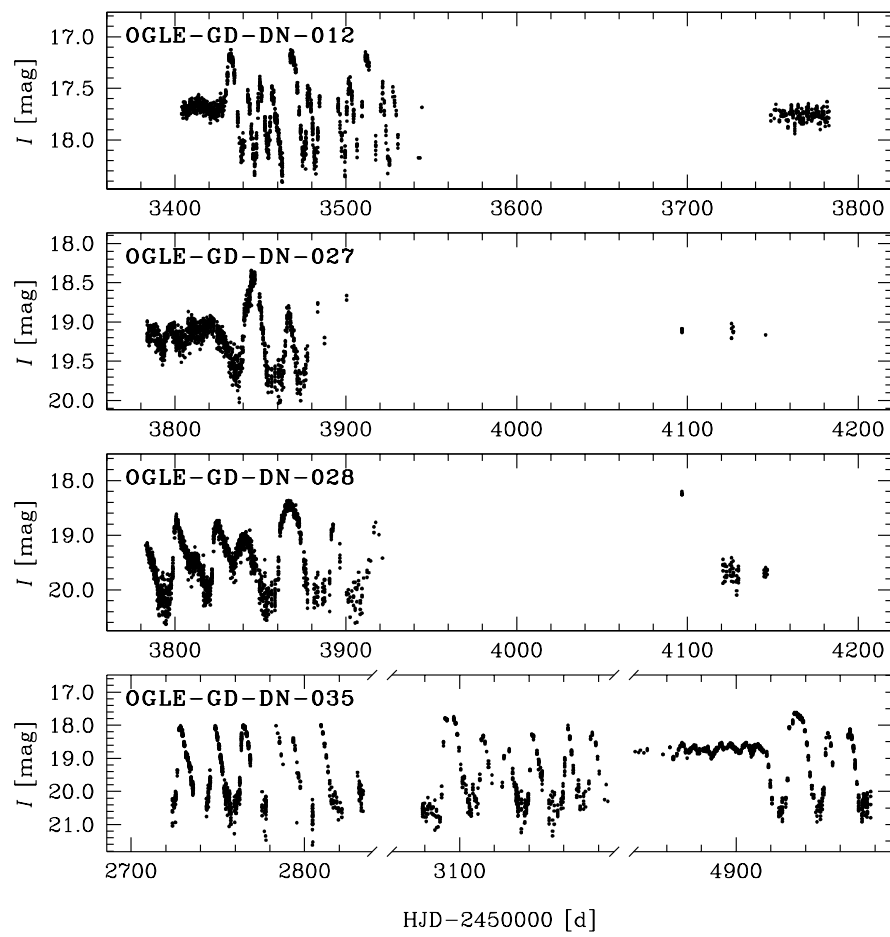 OGLE-GD-DN-012
17.0
17.5
18.0
I [mag]
3400 3500 3600 3700 3800
OGLE-GD-DN-027
18.0
18.5
19.0
19.5
20.0
I [mag]
3800 3900 4000 4100 4200
OGLE-GD-DN-028
18.0
19.0
20.0
I [mag]
3800 3900 4000 4100 4200
OGLE-GD-DN-035
17.0
18.0
19.0
20.0
21.0
I [mag]
2700 2800 3100 4900
HJD-2450000 [d]